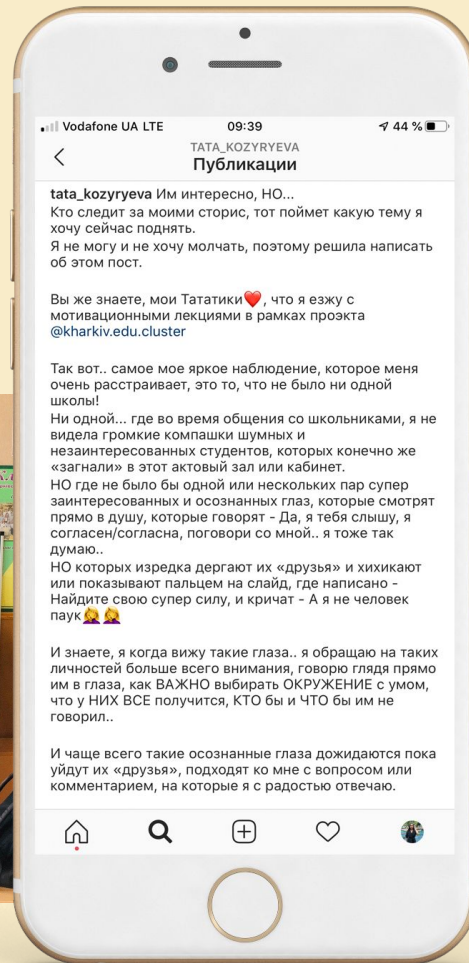 Vodafone UA LTE 09:39 44 %
TATA_KOZYRYEVA
Публикации
tata_kozyryeva Им интересно, НО...
Кто следит за моими сторис, тот поймет какую тему я
хочу сейчас поднять.
Я не могу и не хочу молчать, поэтому решила написать
об этом пост.
Вы же знаете, мои Тататики❤️, что я езжу с
мотивационными лекциями в рамках проэкта
@kharkiv.edu.cluster
Так вот.. самое мое яркое наблюдение, которое меня
очень расстраивает, это то, что не было ни одной
школы!
Ни одной... где во время общения со школьниками, я не
видела громкие компашки шумных и
незаинтересованных студентов, которых конечно же
«загнали» в этот актовый зал или кабинет.
НО где не было бы одной или нескольких пар супер
заинтересованных и осознанных глаз, которые смотрят
прямо в душу, которые говорят - Да, я тебя слышу, я
согласен/согласна, поговори со мной.. я тоже так
думаю..
НО которых изредка дергают их «друзья» и хихикают
или показывают пальцем на слайд, где написано -
Найдите свою супер силу, и кричат - А я не человек
паук🤦‍♀️🤦‍♀️
И знаете, я когда вижу такие глаза.. я обращаю на таких
личностей больше всего внимания, говорю глядя прямо
им в глаза, как ВАЖНО выбирать ОКРУЖЕНИЕ с умом,
что у НИХ ВСЕ получится, КТО бы и ЧТО бы им не
говорил..
И чаще всего такие осознанные глаза дожидаются пока
уйдут их «друзья», подходят ко мне с вопросом или
комментарием, на которые я с радостью отвечаю.